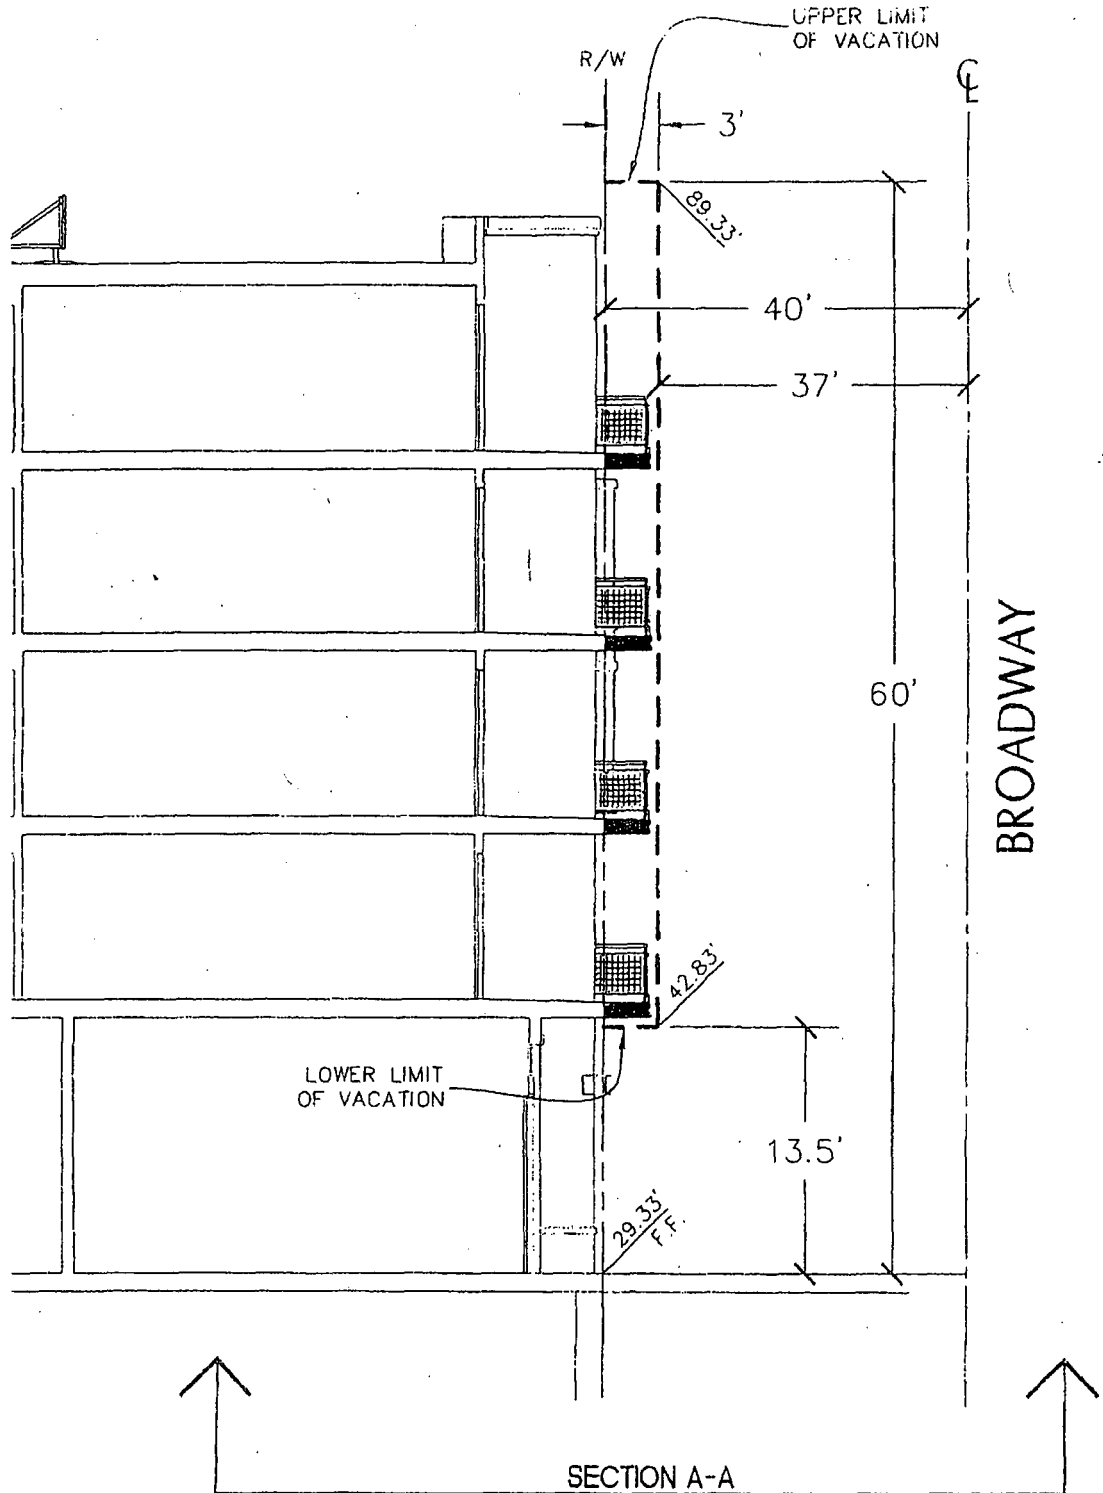 UPPER LIMIT
OF VACATION
R/W
CL
3'
89.33'
40'
37'
60'
BROADWAY
42.83'
LOWER LIMIT
OF VACATION
13.5'
29.33'
F.F.
SECTION A-A